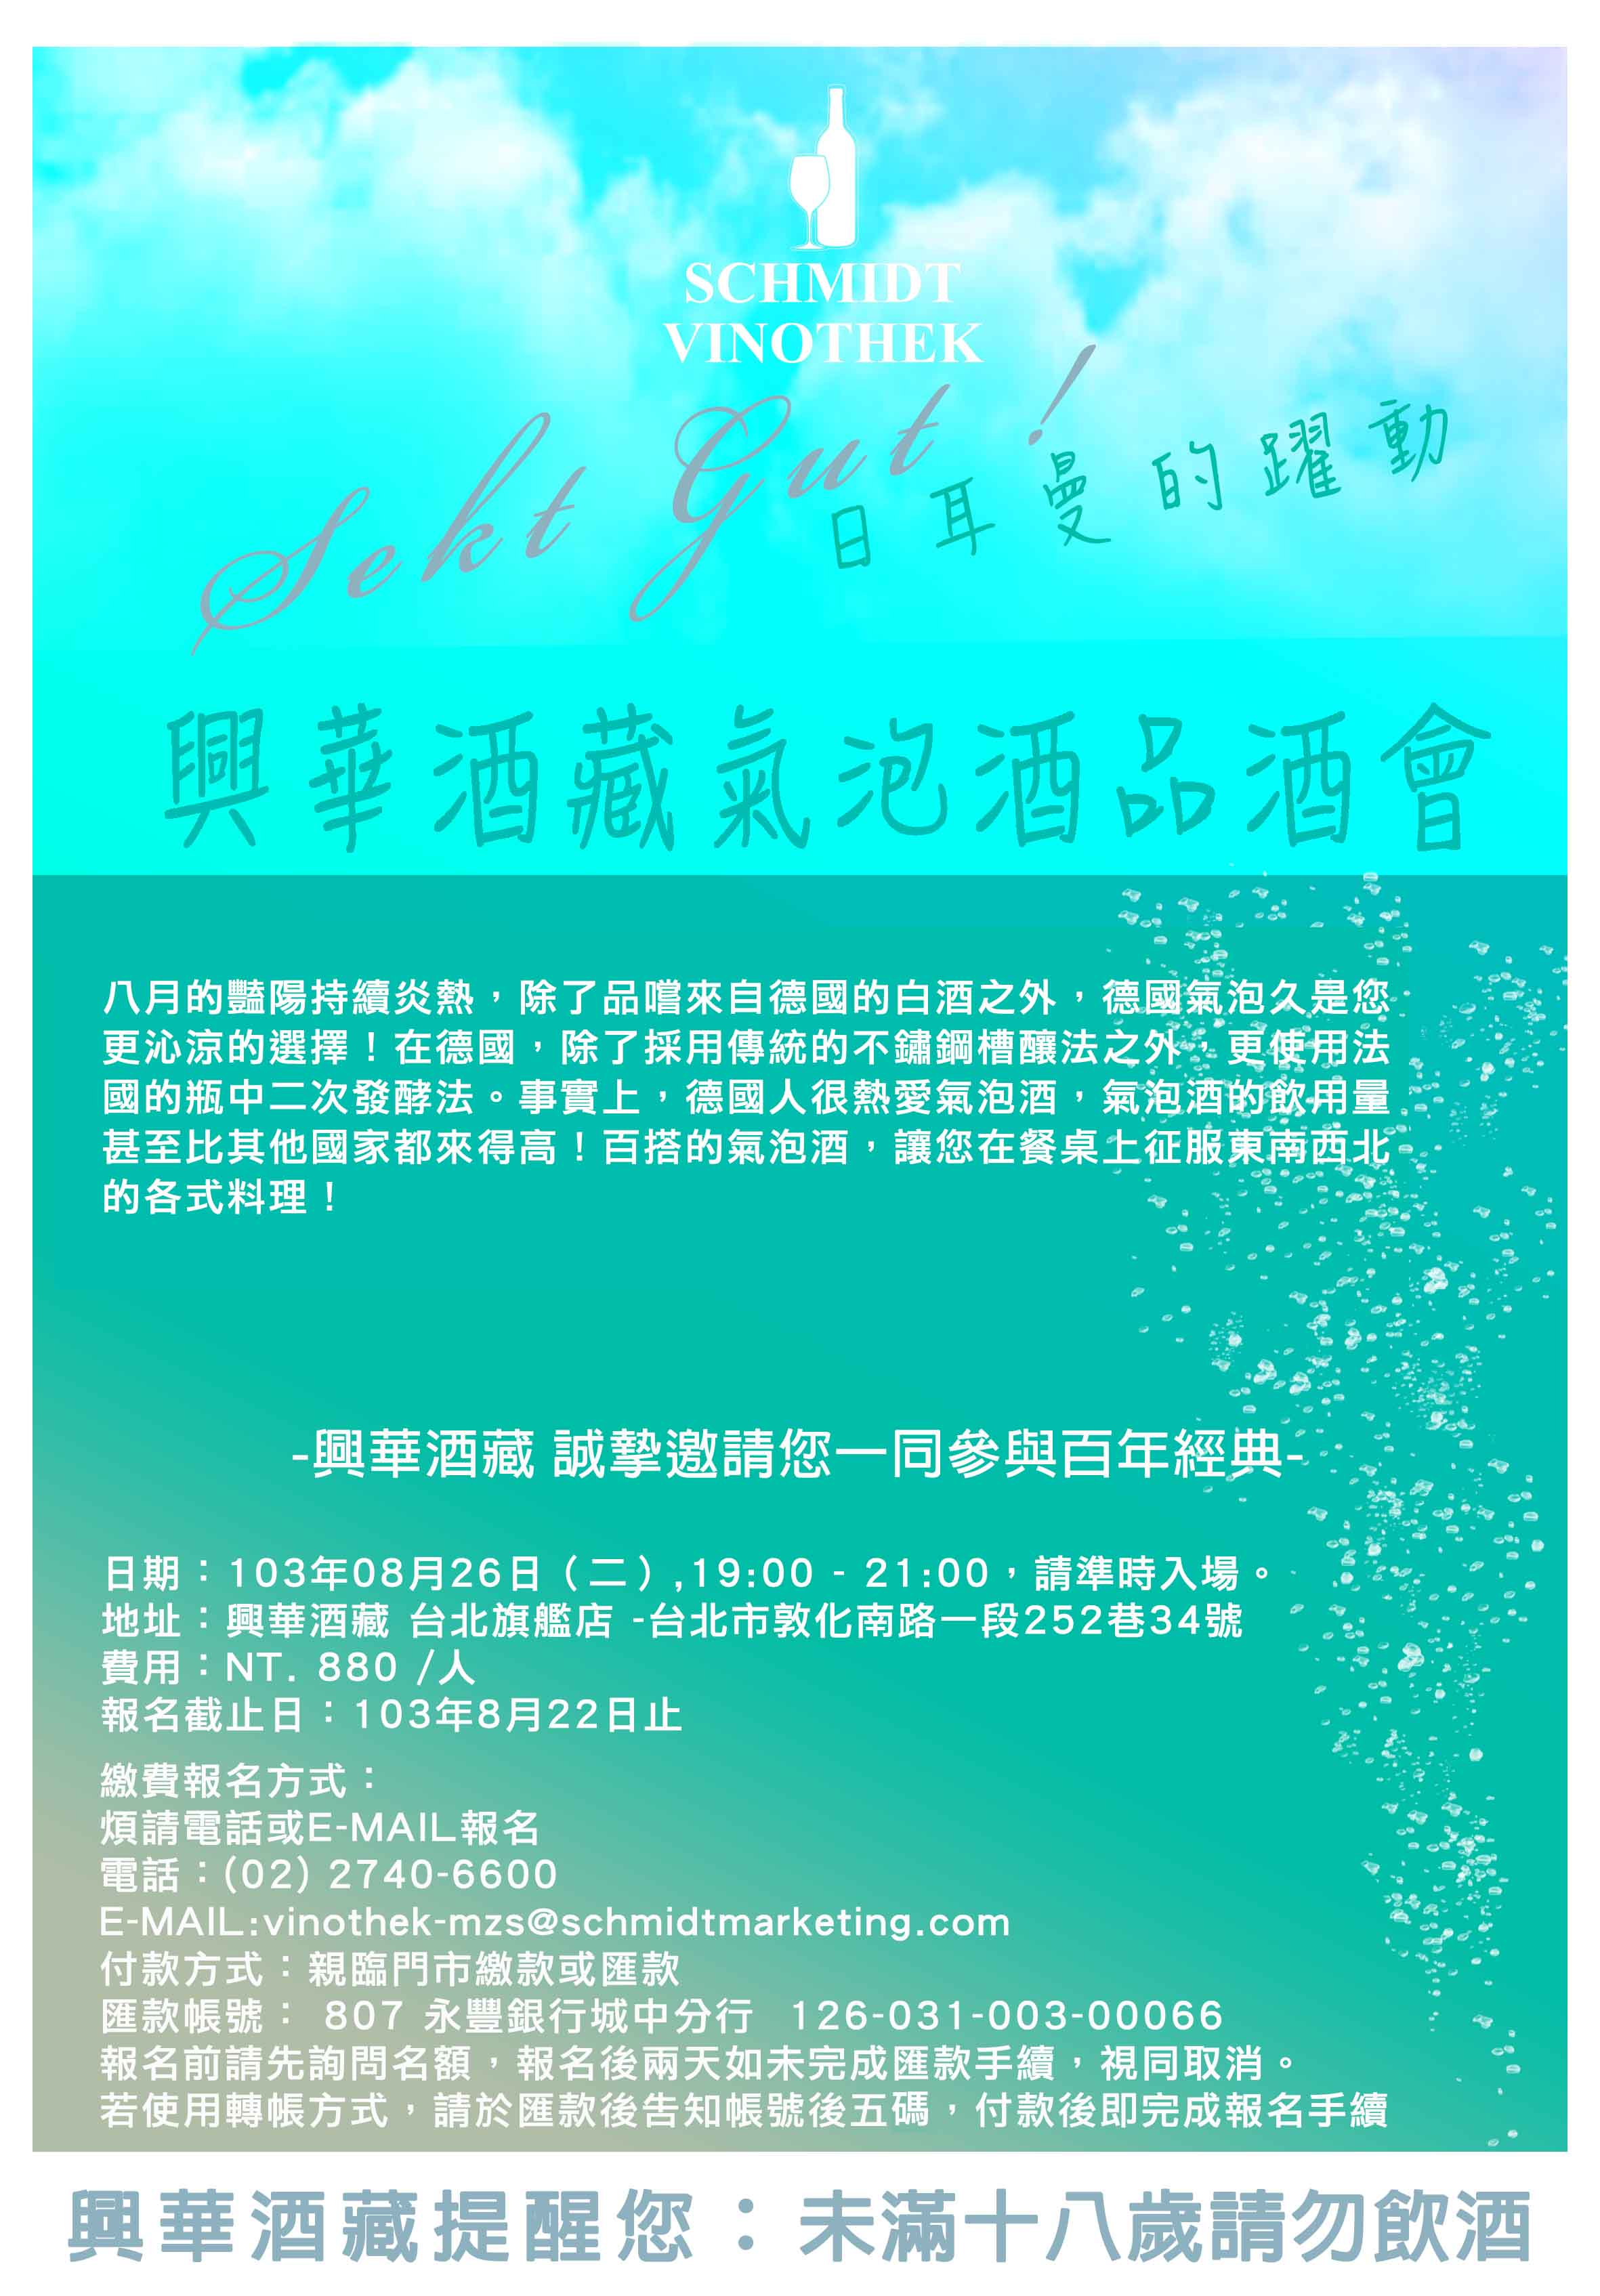 SCHMIDT
VINOTHEK
Sekt Gut!
日耳曼的躍動
興華酒藏氣泡酒品酒會
八月的豔陽持續炎熱，除了品嚐來自德國的白酒之外，德國氣泡久是您
更沁涼的選擇！在德國，除了採用傳統的不鏽鋼槽釀法之外，更使用法
國的瓶中二次發酵法。事實上，德國人很熱愛氣泡酒，氣泡酒的飲用量
甚至比其他國家都來得高！百搭的氣泡酒，讓您在餐桌上征服東南西北
的各式料理！
-興華酒藏 誠摯邀請您一同參與百年經典-
日期：103年08月26日（二）,19:00 - 21:00，請準時入場。
地址：興華酒藏 台北旗艦店 -台北市敦化南路一段252巷34號
費用：NT. 880 /人
報名截止日：103年8月22日止
繳費報名方式：
煩請電話或E-MAIL報名
電話：(02) 2740-6600
E-MAIL:vinothek-mzs@schmidtmarketing.com
付款方式：親臨門市繳款或匯款
匯款帳號： 807 永豐銀行城中分行 126-031-003-00066
報名前請先詢問名額，報名後兩天如未完成匯款手續，視同取消。
若使用轉帳方式，請於匯款後告知帳號後五碼，付款後即完成報名手續
興華酒藏提醒您：未滿十八歲請勿飲酒